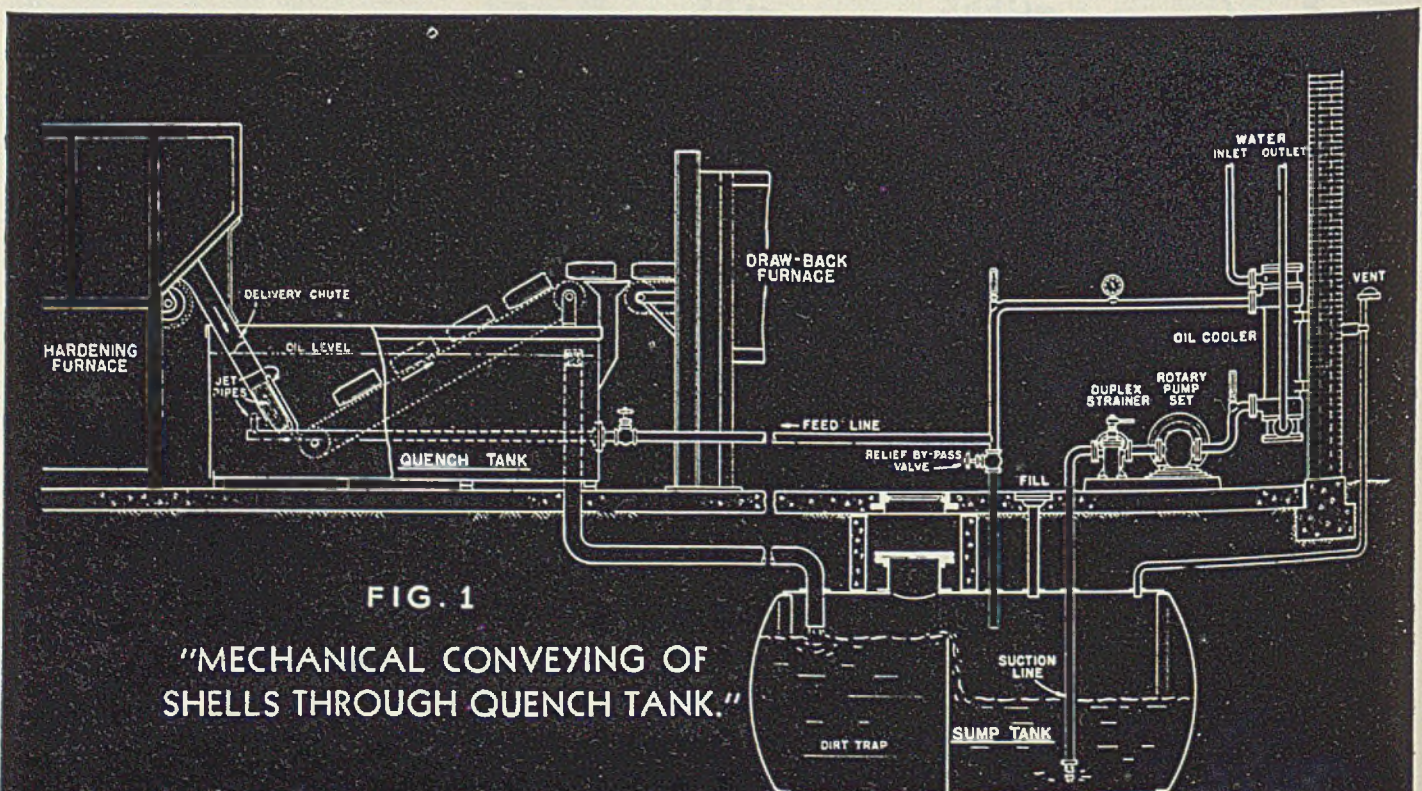 WATER
INLET OUTLET
DRAW-BACK
FURNACE
VENT
DELIVERY CHUTE
OIL COOLER
HARDENING
FURNACE
OIL LEVEL
JET
PIPES
DUPLEX
STRAINER
ROTARY
PUMP
SET
FEED LINE
QUENCH TANK
RELIEF BY-PASS
VALVE
FILL
FIG. 1
"MECHANICAL CONVEYING OF
SHELLS THROUGH QUENCH TANK."
SUCTION
LINE
SUMP TANK
DIRT TRAP